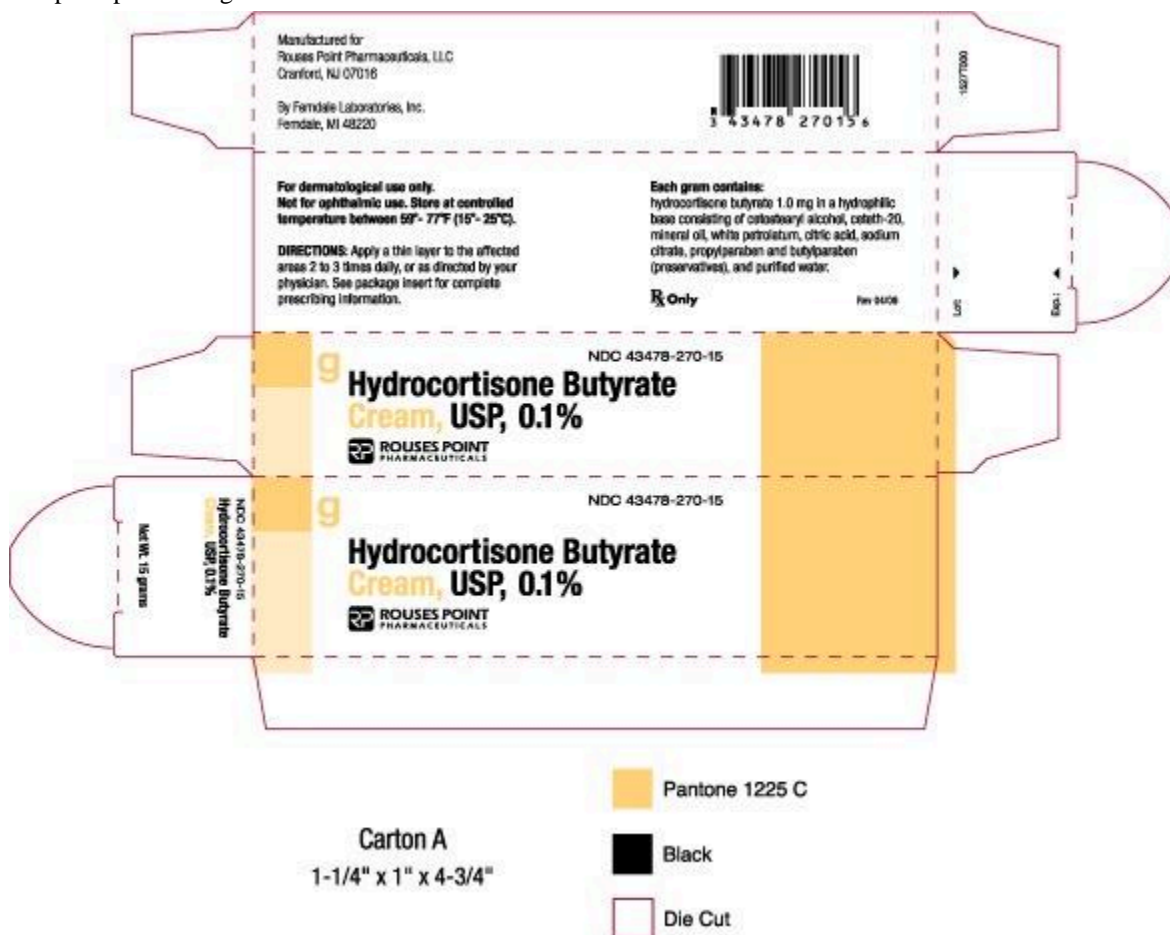 Manufactured for
Rouses Point Pharmaceuticals, LLC
Cranford, NJ 07016
By Ferndale Laboratories, Inc.
Ferndale, MI 48220
3 43478 27015 6
1527T000
For dermatological use only.
Not for ophthalmic use. Store at controlled
temperature between 59°- 77°F (15°- 25°C).
DIRECTIONS: Apply a thin layer to the affected
areas 2 to 3 times daily, or as directed by your
physician. See package insert for complete
prescribing information.
Each gram contains:
hydrocortisone butyrate 1.0 mg in a hydrophilic
base consisting of cetostearyl alcohol, ceteth-20,
mineral oil, white petrolatum, citric acid, sodium
citrate, propylparaben and butylparaben
(preservatives), and purified water.
Rx Only
Rev 04/08
Lot:
Exp.:
g
NDC 43478-270-15
Hydrocortisone Butyrate
Cream, USP, 0.1%
RP ROUSES POINT
PHARMACEUTICALS
g
NDC 43478-270-15
Hydrocortisone Butyrate
Cream, USP, 0.1%
RP ROUSES POINT
PHARMACEUTICALS
NDC 43478-270-15
Hydrocortisone Butyrate
Cream, USP, 0.1%
Net Wt. 15 grams
Carton A
1-1/4" x 1" x 4-3/4"
Pantone 1225 C
Black
Die Cut